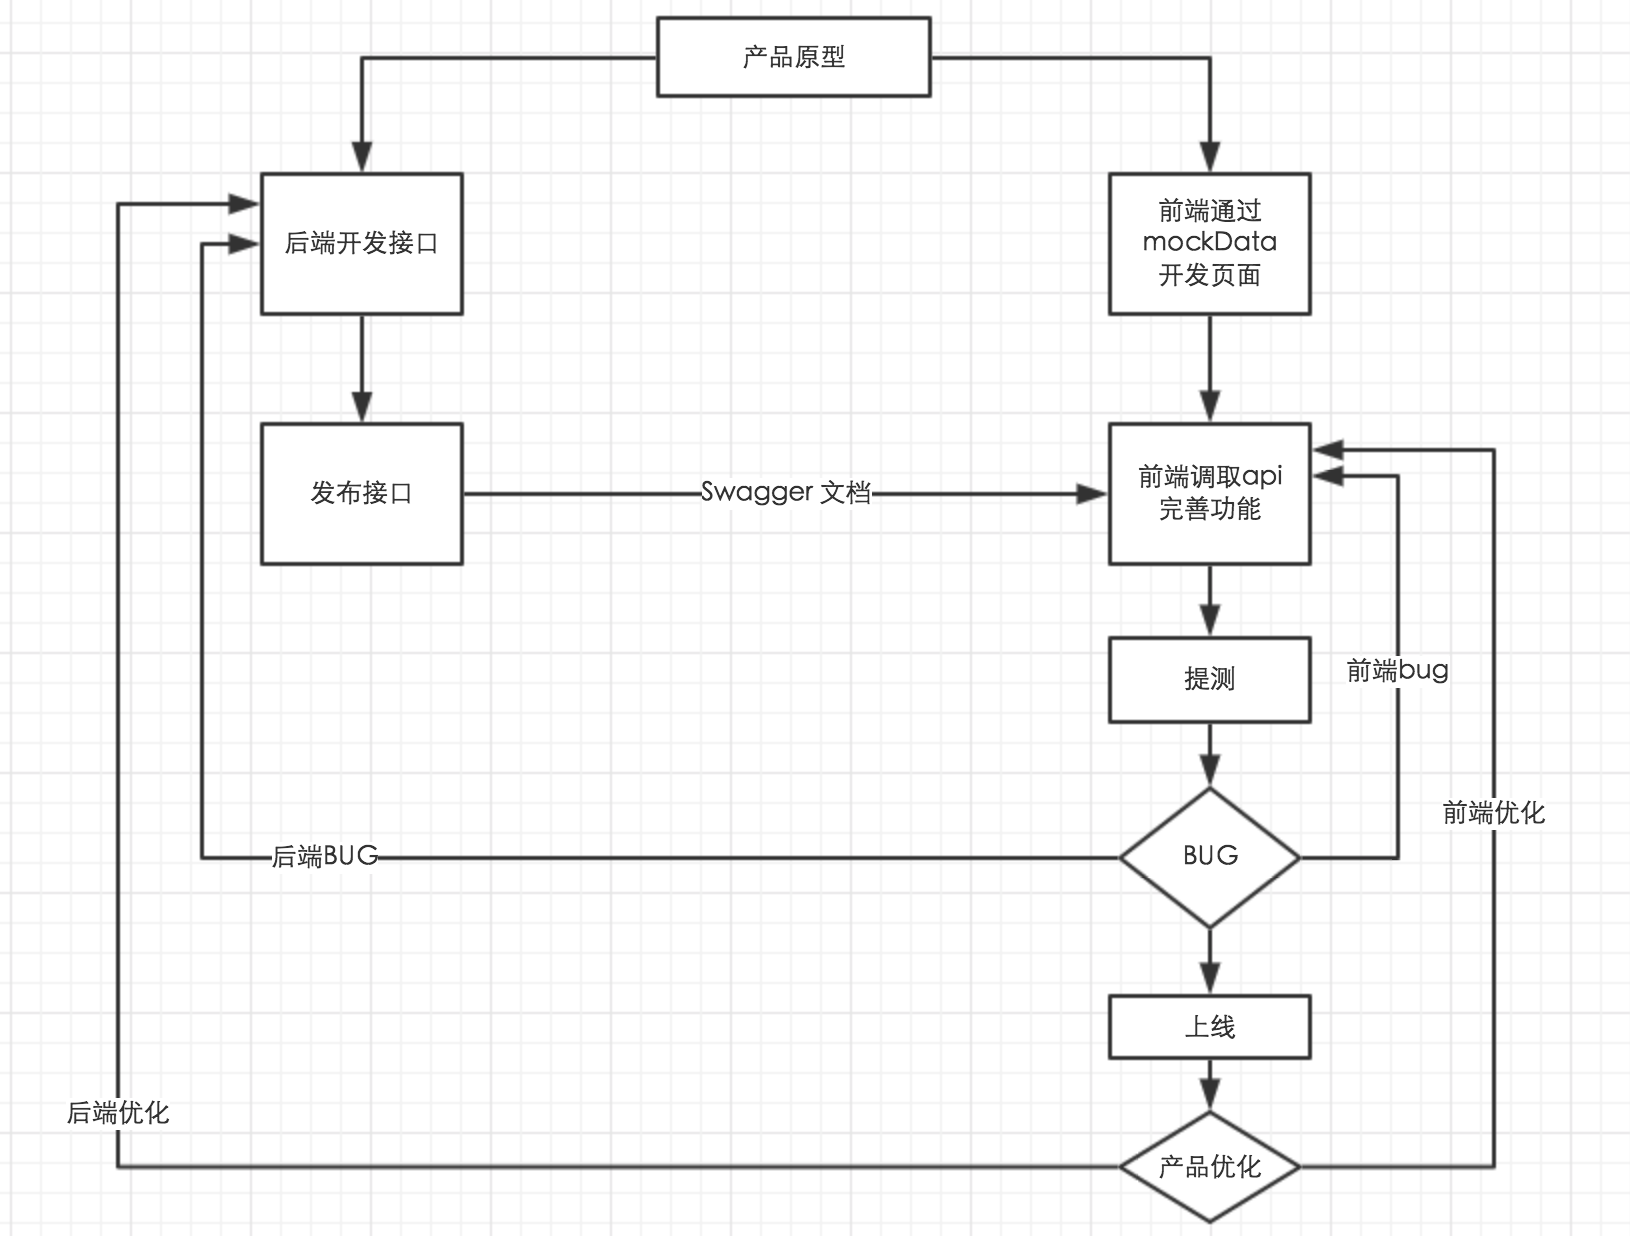 产品原型
后端开发接口
前端通过
mockData
开发页面
发布接口
Swagger 文档
前端调取api
完善功能
提测
前端bug
前端优化
后端BUG
BUG
上线
后端优化
产品优化